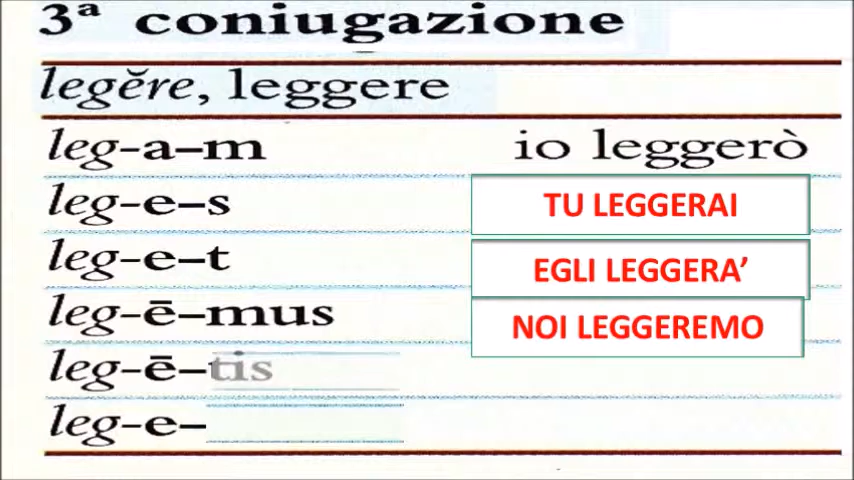 3ª coniugazione
legĕre, leggere
leg-a–m io leggerò
leg-e–s TU LEGGERAI
leg-e–t EGLI LEGGERA’
leg-ē–mus NOI LEGGEREMO
leg-ē–tis
leg-e–